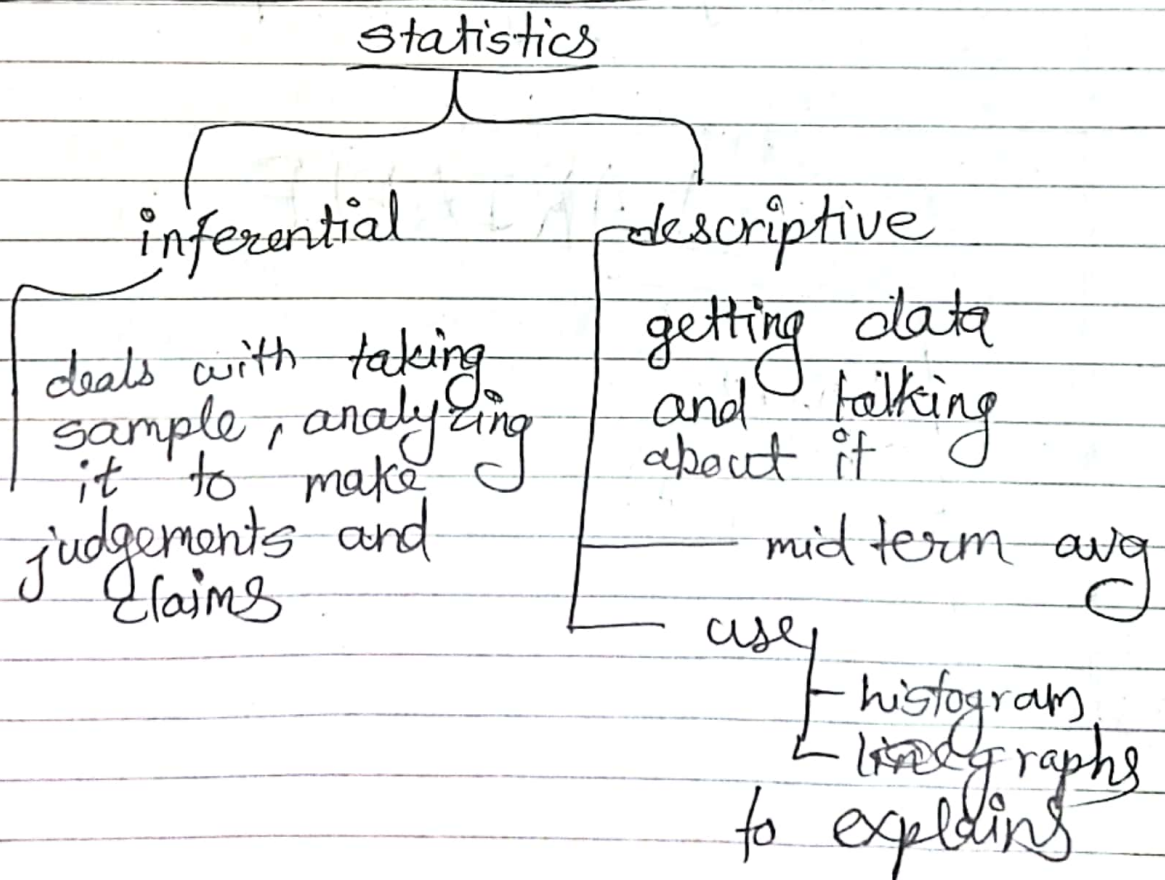 statistics
inferential
deals with taking
sample, analyzing
it to make
judgements and
claims
descriptive
getting data
and talking
about it
mid term avg
use
histogram
line graphs
to explains